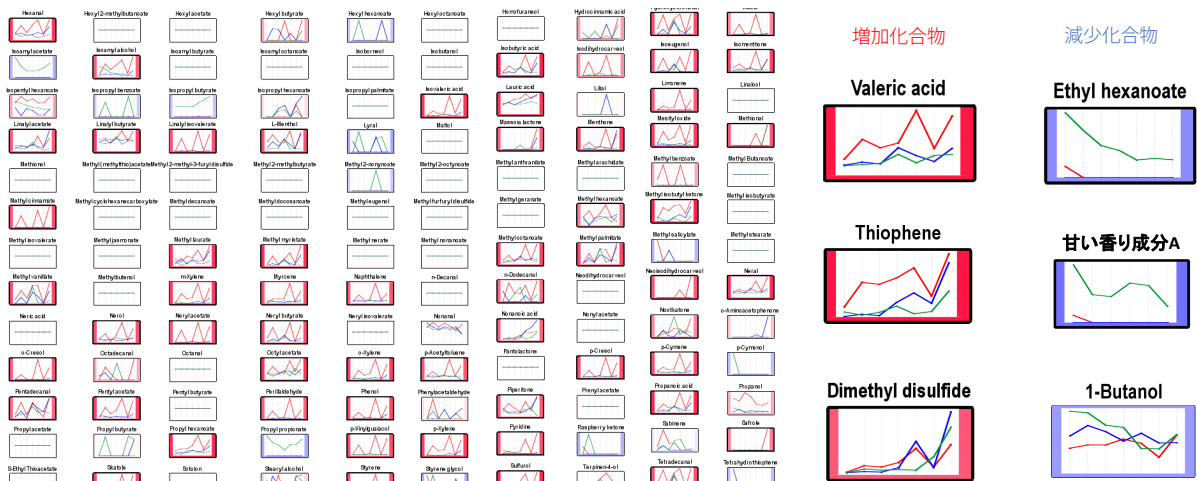 Hexanal Hexyl 2-methylbutanoate Hexyl acetate Hexyl butyrate Hexyl hexanoate Hexyl octanoate Homofuraneol Hydrocinnamic acid
Isoamyl acetate Isoamyl alcohol Isoamyl butyrate Isoamyl octanoate Isoborneol Isobutanol Isobutyric acid Isodihydrocarveol Isoeugenol Isomenthone
Isopentyl hexanoate Isopropyl benzoate Isopropyl butyrate Isopropyl hexanoate Isopropyl palmitate Isovaleric acid Lauric acid Lilial Limonene Linalool
Linalyl acetate Linalyl butyrate Linalyl isovalerate L-Menthol Lyral Maltol Massoia lactone Menthone Mesityl oxide Methional
Methionol Methyl (methylthio)acetate Methyl 2-methyl-3-furyl disulfide Methyl 2-methylbutyrate Methyl 2-nonynoate Methyl 2-octynoate Methyl anthranilate Methyl arachidate Methyl benzoate Methyl Butanoate
Methyl cinnamate Methyl cyclohexanecarboxylate Methyl decanoate Methyl docosanoate Methyl eugenol Methyl furfuryl disulfide Methyl geranate Methyl hexanoate Methyl isobutyl ketone Methyl isobutyrate
Methyl isovalerate Methyl jasmonate Methyl laurate Methyl myristate Methyl nerate Methyl nonanoate Methyl octanoate Methyl palmitate Methyl salicylate Methyl stearate
Methyl vanillate Methylbutenol m-Xylene Myrcene Naphthalene n-Decanal n-Dodecanal Neodihydrocarveol Neoisodihydrocarveol Neral
Neric acid Nerol Neryl acetate Neryl butyrate Neryl isovalerate Nonanal Nonanoic acid Nonyl acetate Nootkatone o-Aminoacetophenone
o-Cresol Octadecanal Octanal Octyl acetate o-Xylene p-Acetyltoluene Pantolactone p-Cresol p-Cymene p-Cymenol
Pentadecanal Pentyl acetate Pentyl butyrate Perillaldehyde Phenol Phenylacetaldehyde Piperitone Phenyl acetate Propanoic acid Propanol
Propyl acetate Propyl butyrate Propyl hexanoate Propyl propionate p-Vinylguaiacol p-Xylene Pyridine Raspberry ketone Sabinene Safrole
S-Ethyl Thioacetate Skatole Sotolon Stearyl alcohol Styrene Styrene glycol Sulfurol Terpinen-4-ol Tetradecanal Tetrahydrothiophene
増加化合物 減少化合物
Valeric acid Ethyl hexanoate
Thiophene 甘い香り成分A
Dimethyl disulfide 1-Butanol